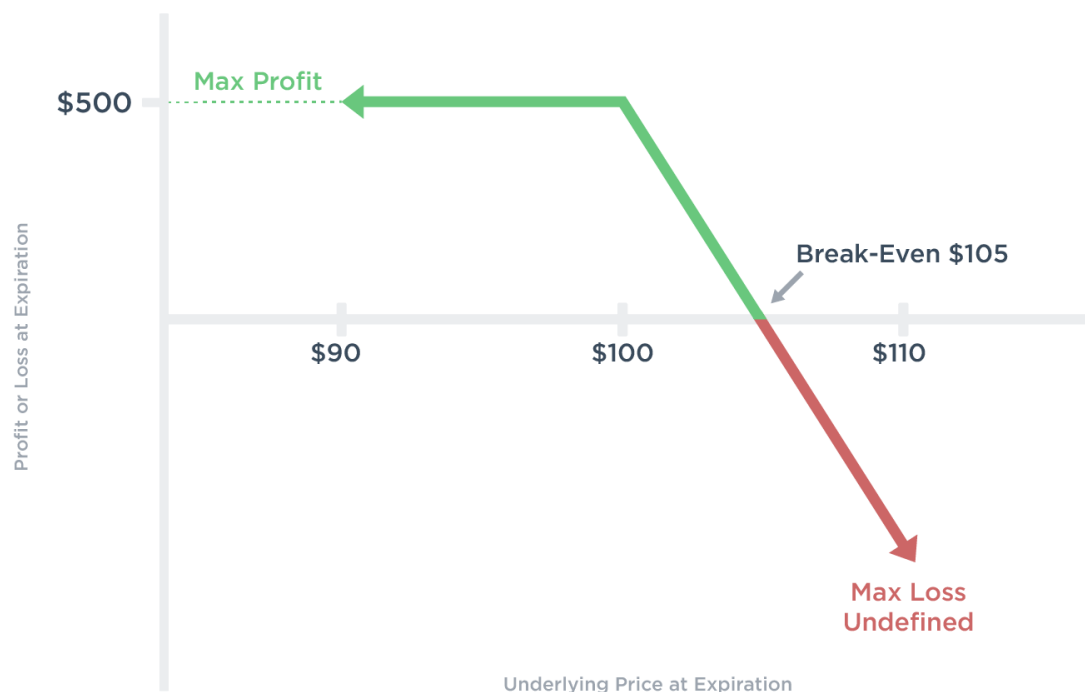 Max Profit
$500
Break-Even $105
$90
$100
$110
Profit or Loss at Expiration
Max Loss
Undefined
Underlying Price at Expiration